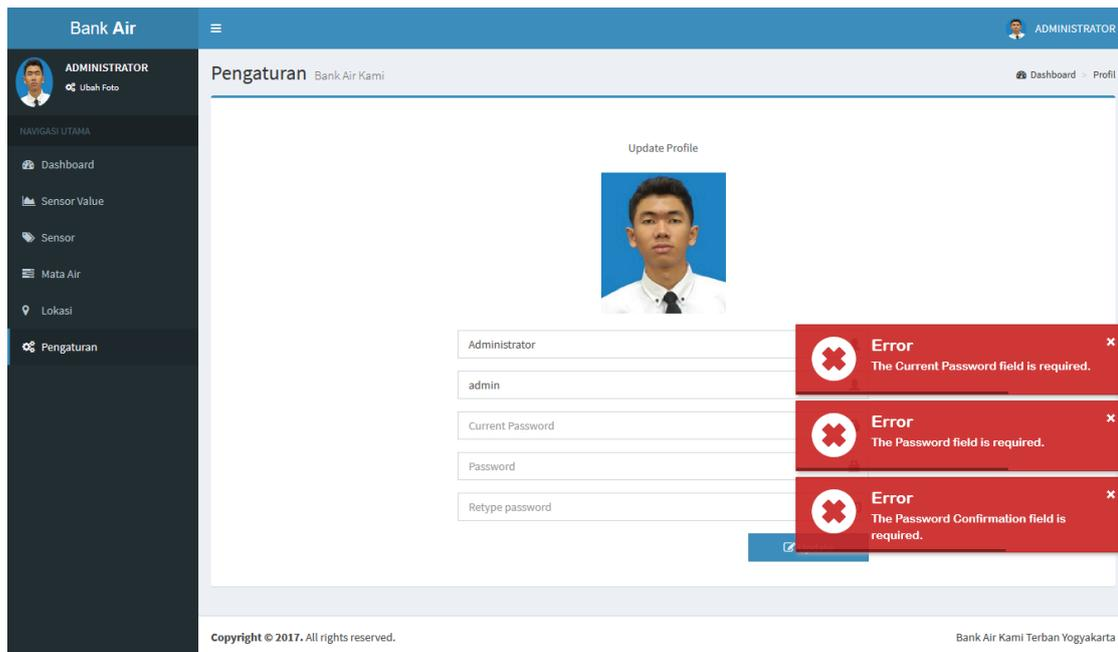 Bank Air
ADMINISTRATOR
ADMINISTRATOR
Ubah Foto
Pengaturan Bank Air Kami
Dashboard > Profil
NAVIGASI UTAMA
Dashboard
Sensor Value
Sensor
Mata Air
Lokasi
Pengaturan
Update Profile
Administrator
admin
Current Password
Password
Retype password
Error
The Current Password field is required.
Error
The Password field is required.
Error
The Password Confirmation field is
required.
Copyright © 2017. All rights reserved.
Bank Air Kami Terban Yogyakarta